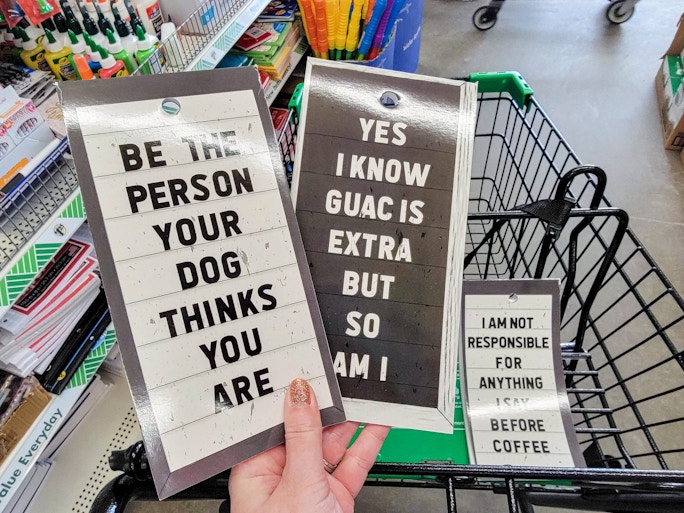 BE THE
PERSON
YOUR
DOG
THINKS
YOU
ARE
YES
I KNOW
GUAC IS
EXTRA
BUT
SO
AM I
I AM NOT
RESPONSIBLE
FOR
ANYTHING
I SAY
BEFORE
COFFEE
Value Everyday